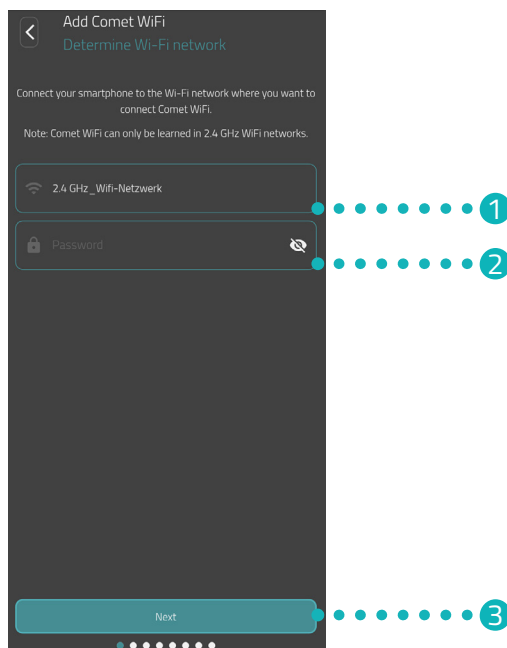 Add Comet WiFi
Determine Wi-Fi network
Connect your smartphone to the Wi-Fi network where you want to
connect Comet WiFi.
Note: Comet WiFi can only be learned in 2.4 GHz WiFi networks.
2.4 GHz_Wifi-Netzwerk
1
Password
2
Next
3